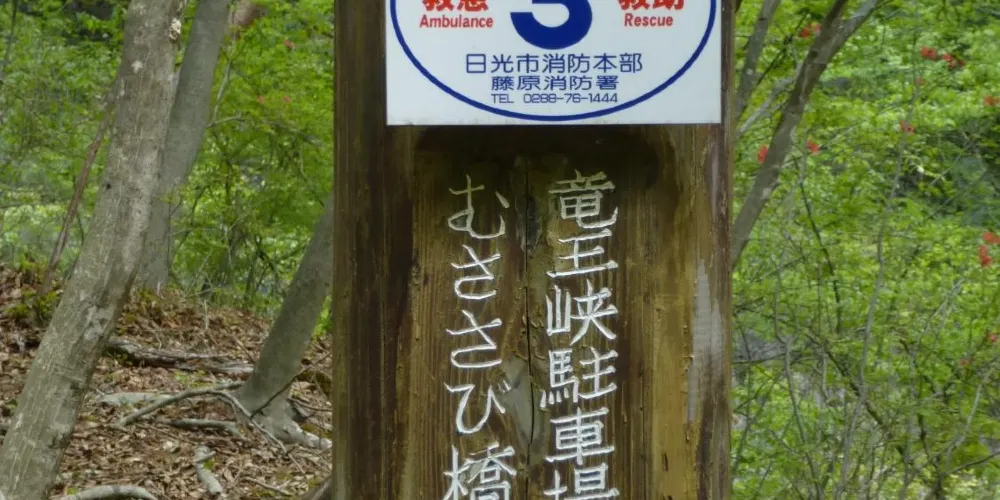 救急 5 救助
Ambulance Rescue
日光市消防本部
藤原消防署
TEL 0288-76-1444
竜王峡駐車場
むささび橋